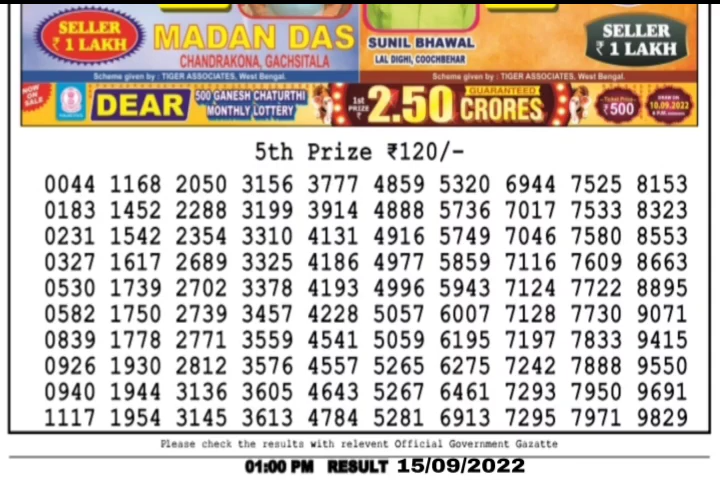 SELLER
₹ 1 LAKH
MADAN DAS
CHANDRAKONA, GACHSITALA
SUNIL BHAWAL
LAL DIGHI, COOCHBEHAR
SELLER
₹ 1 LAKH
Scheme given by : TIGER ASSOCIATES, West Bengal.
Scheme given by : TIGER ASSOCIATES, West Bengal.
NOW ON SALE
DEAR
500 GANESH CHATURTHI
MONTHLY LOTTERY
1st PRIZE ₹
2.50
GUARANTEED
CRORES
Ticket Price
₹500
DRAW ON
10.09.2022
5th Prize ₹120/-
0044 1168 2050 3156 3777 4859 5320 6944 7525 8153
0183 1452 2288 3199 3914 4888 5736 7017 7533 8323
0231 1542 2354 3310 4131 4916 5749 7046 7580 8553
0327 1617 2689 3325 4186 4977 5859 7116 7609 8663
0530 1739 2702 3378 4193 4996 5943 7124 7722 8895
0582 1750 2739 3457 4228 5057 6007 7128 7730 9071
0839 1778 2771 3559 4541 5059 6195 7197 7833 9415
0926 1930 2812 3576 4557 5265 6275 7242 7888 9550
0940 1944 3136 3605 4643 5267 6461 7293 7950 9691
1117 1954 3145 3613 4784 5281 6913 7295 7971 9829
Please check the results with relevent Official Government Gazatte
01:00 PM RESULT 15/09/2022